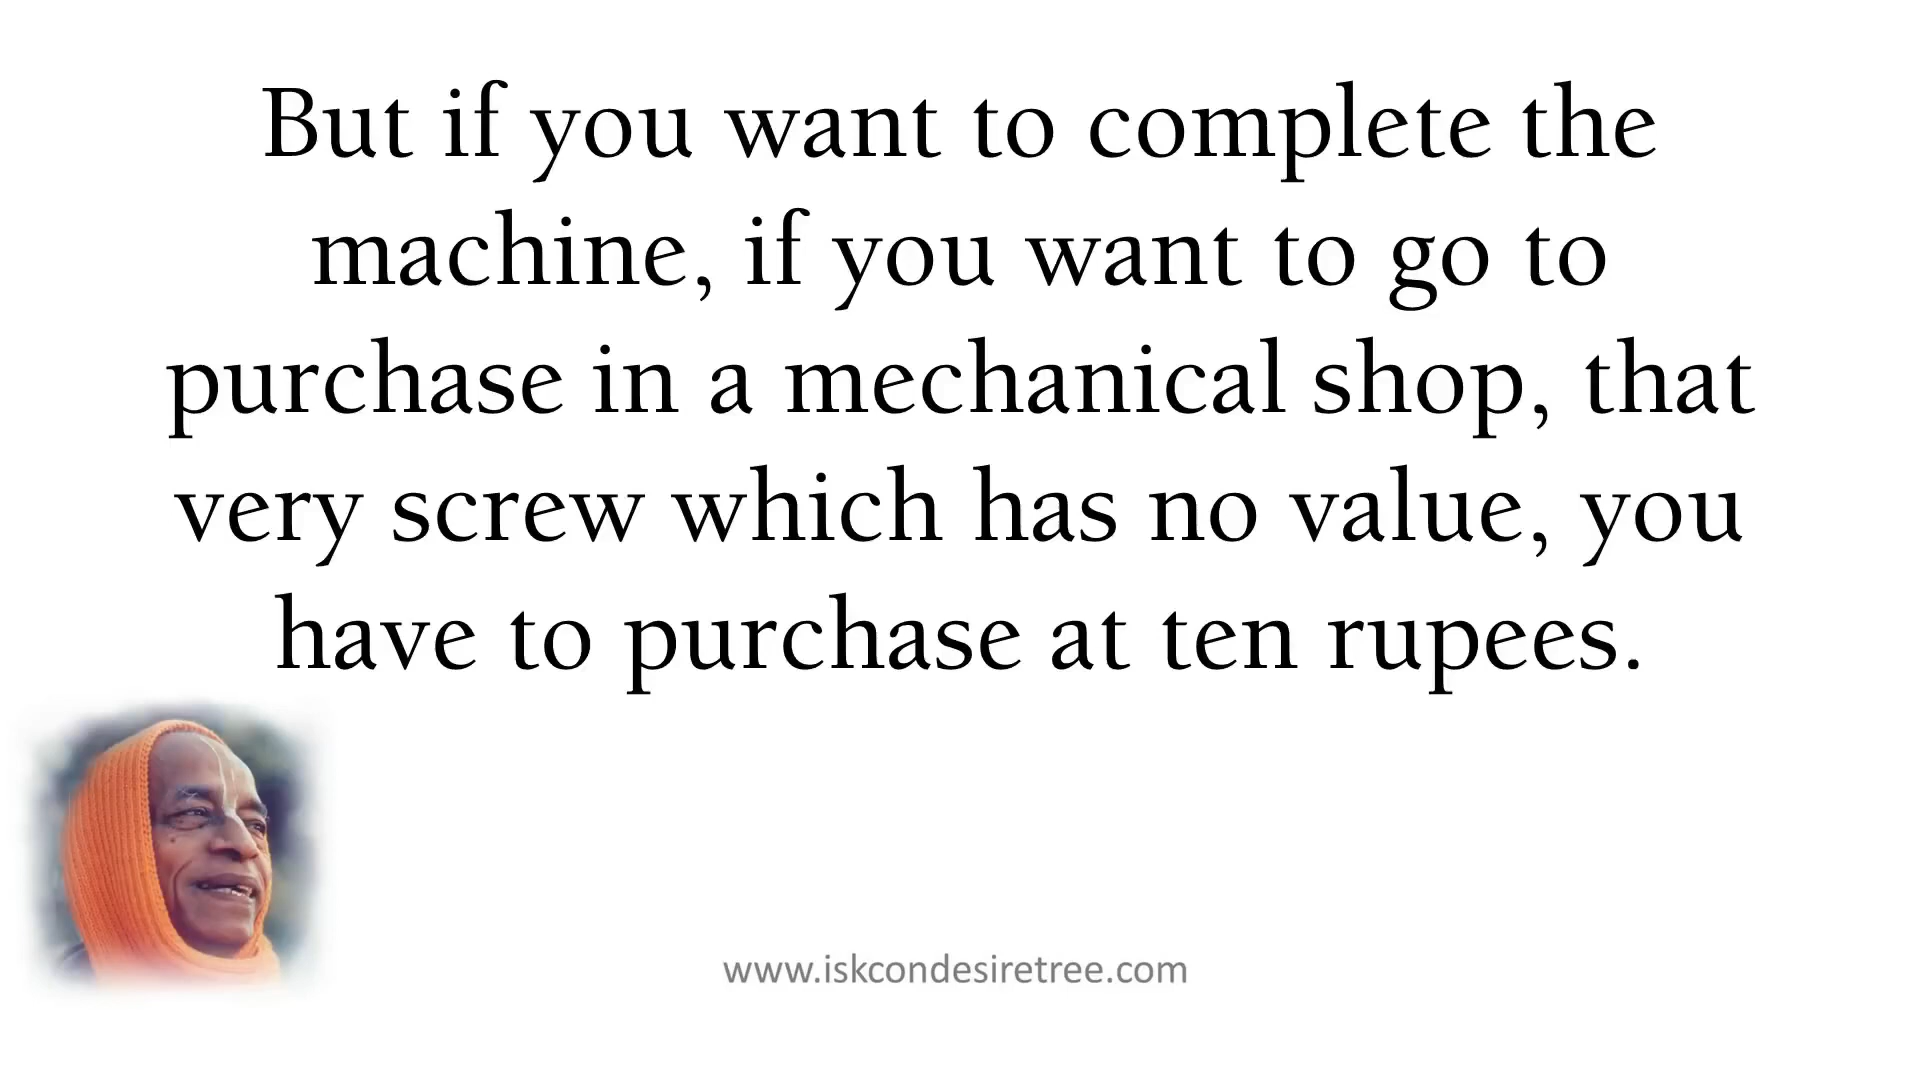 But if you want to complete the
machine, if you want to go to
purchase in a mechanical shop, that
very screw which has no value, you
have to purchase at ten rupees.
www.iskcondesiretree.com